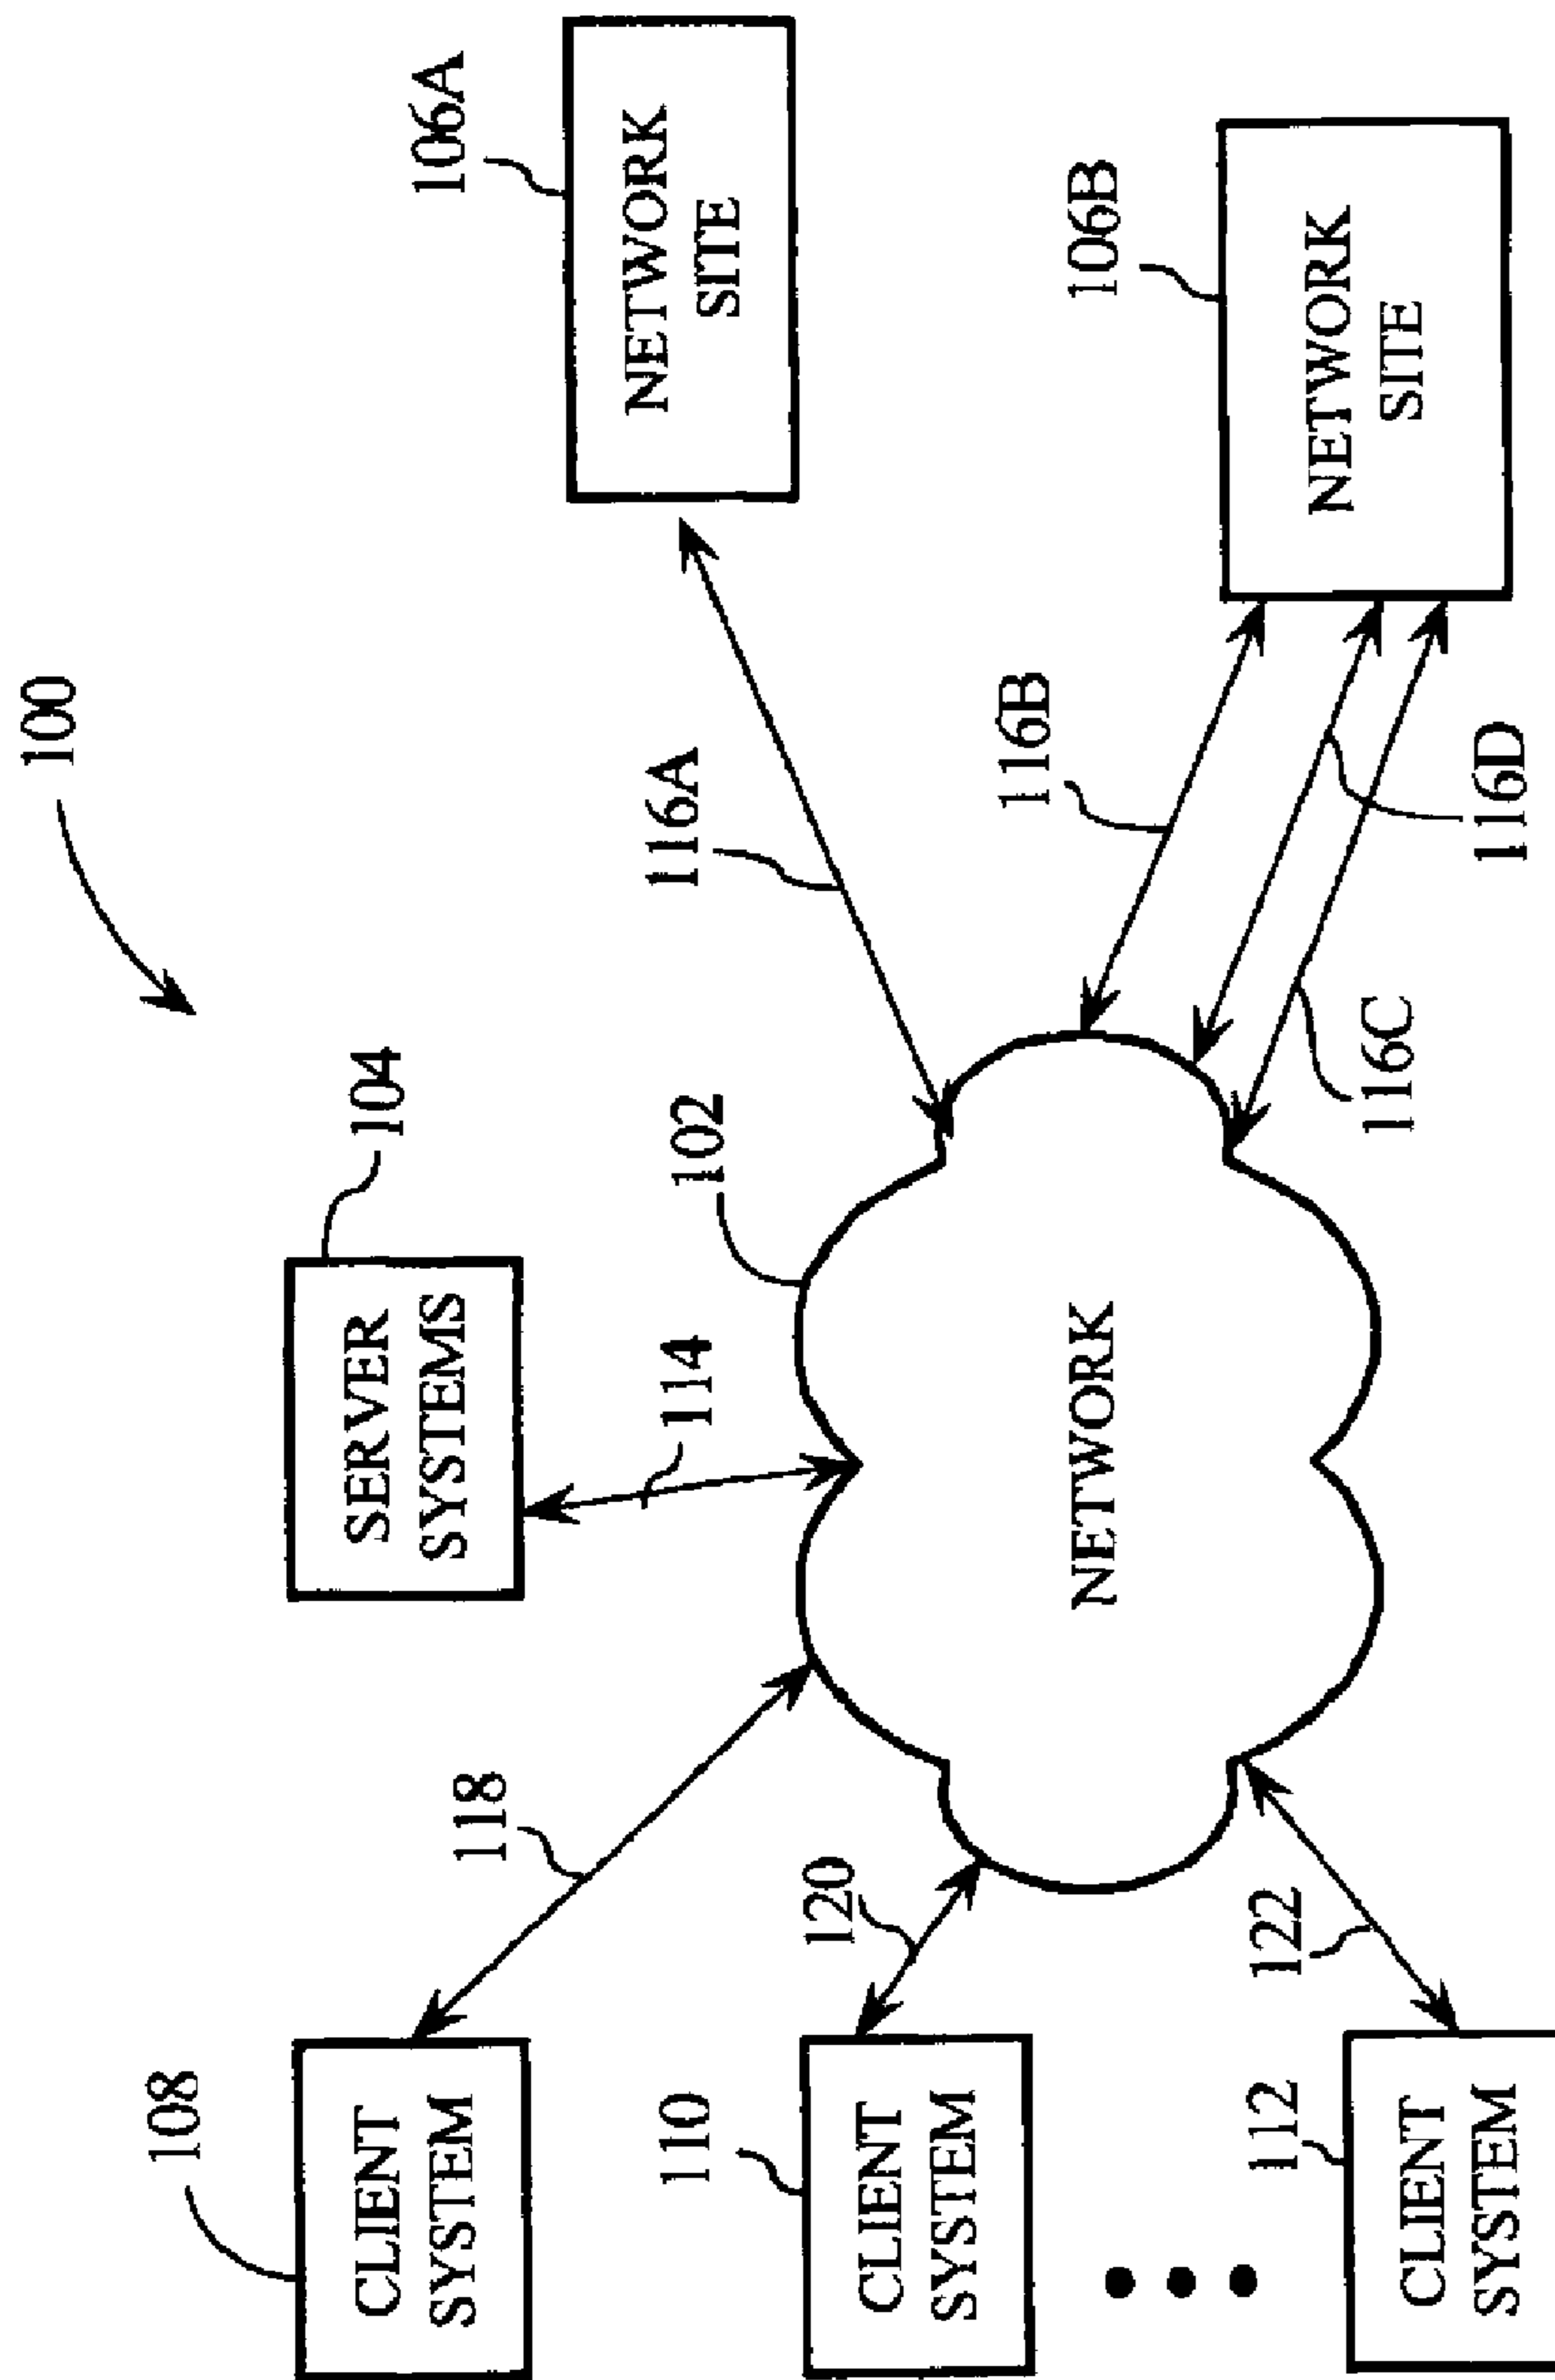 100
108
CLIENT
SYSTEM
118
SERVER
SYSTEMS
104
114
102
116A
106A
NETWORK
SITE
110
CLIENT
SYSTEM
120
NETWORK
116B
106B
NETWORK
SITE
112
CLIENT
SYSTEM
122
116C
116D